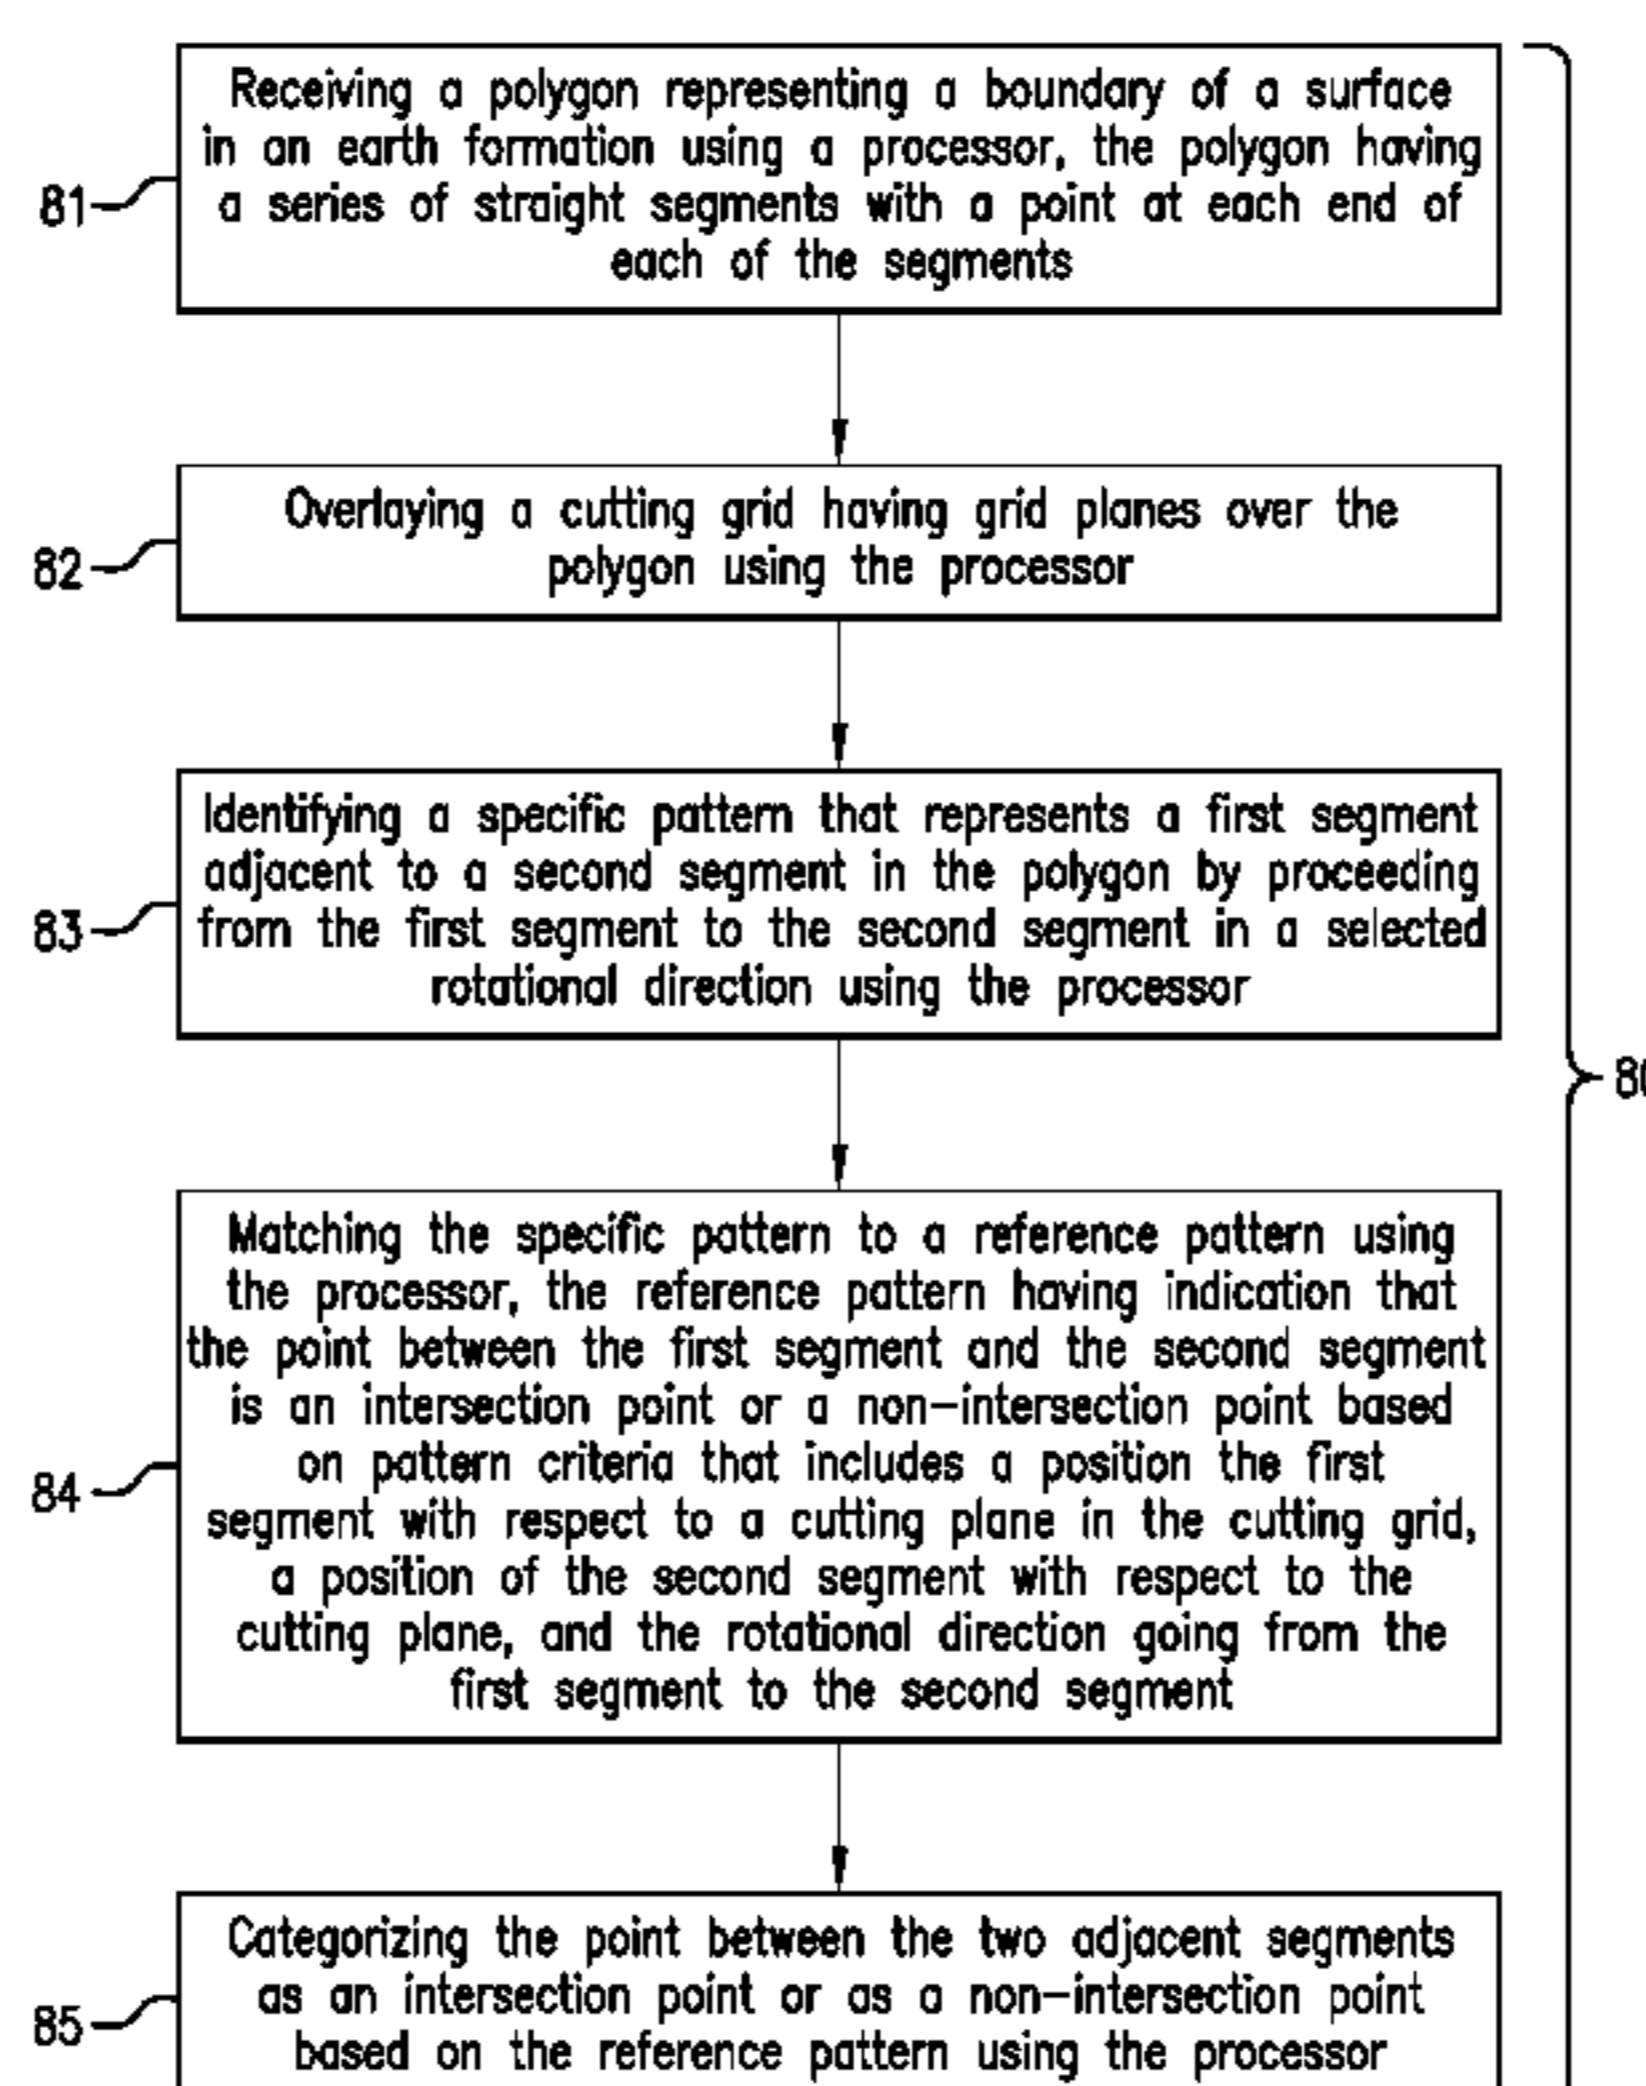 Receiving a polygon representing a boundary of a surface
in an earth formation using a processor, the polygon having
a series of straight segments with a point at each end of
each of the segments
81
Overlaying a cutting grid having grid planes over the
polygon using the processor
82
Identifying a specific pattern that represents a first segment
adjacent to a second segment in the polygon by proceeding
from the first segment to the second segment in a selected
rotational direction using the processor
83
Matching the specific pattern to a reference pattern using
the processor, the reference pattern having indication that
the point between the first segment and the second segment
is an intersection point or a non-intersection point based
on pattern criteria that includes a position the first
segment with respect to a cutting plane in the cutting grid,
a position of the second segment with respect to the
cutting plane, and the rotational direction going from the
first segment to the second segment
84
Categorizing the point between the two adjacent segments
as an intersection point or as a non-intersection point
based on the reference pattern using the processor
85